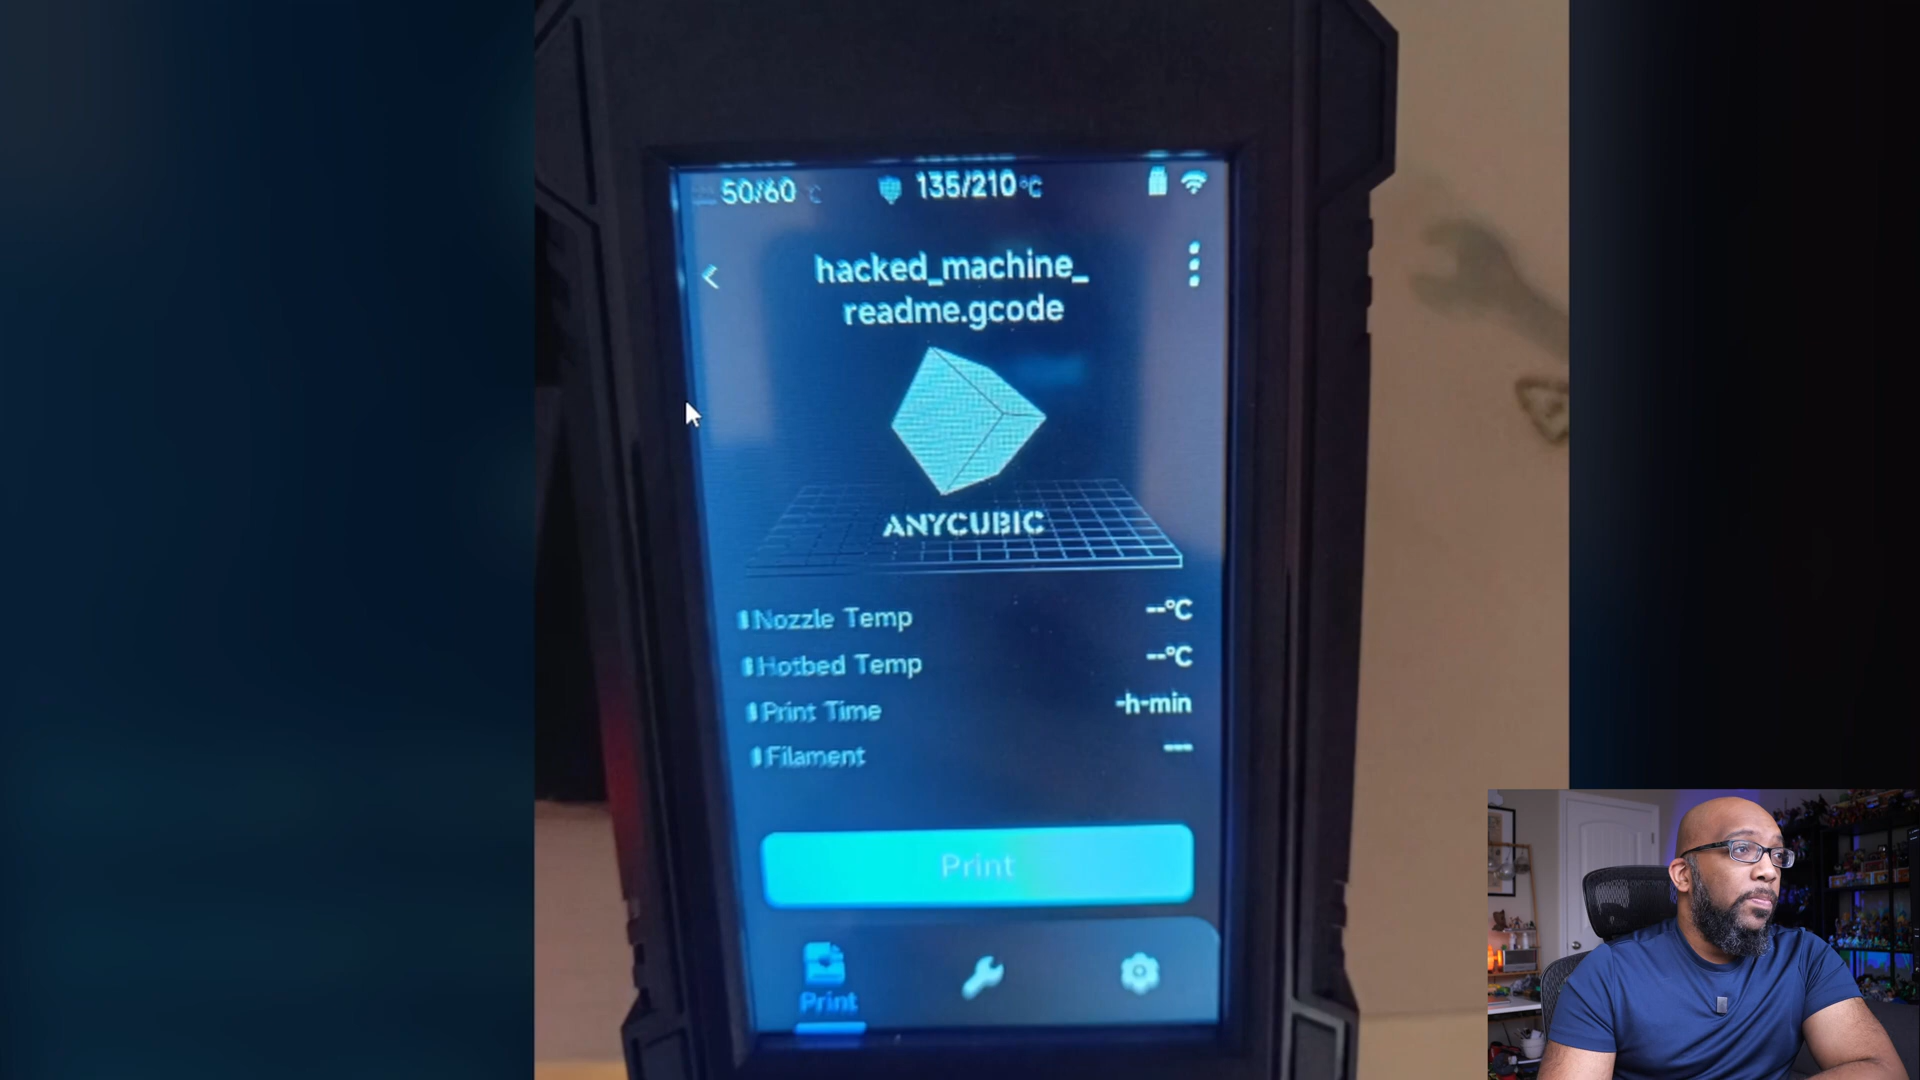 50/60 °C
135/210°C
hacked_machine_
readme.gcode
ANYCUBIC
Nozzle Temp --°C
Hotbed Temp --°C
Print Time -h-min
Filament ---
Print
Print